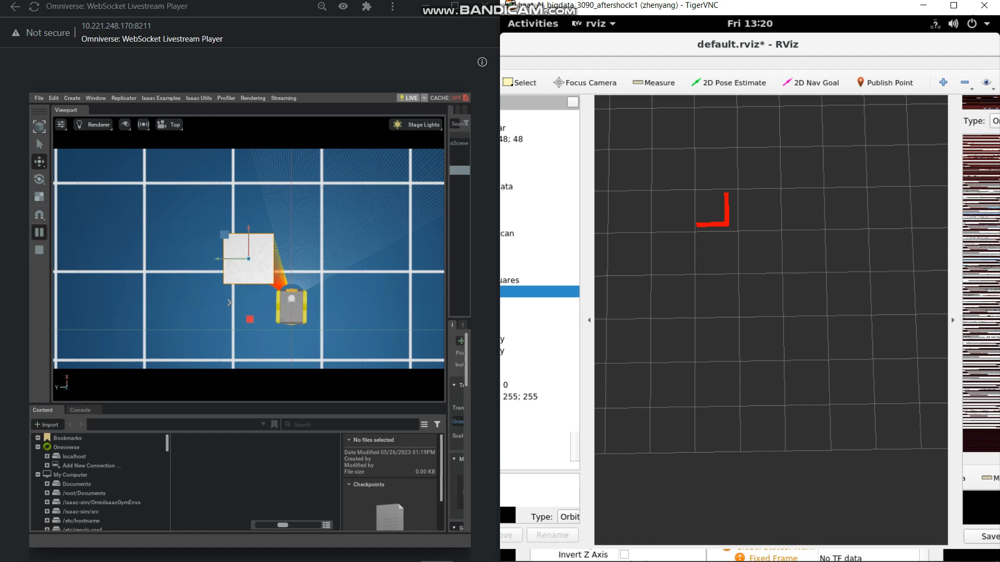 Omniverse: WebSocket Livestream Player
www.BANDICAM.com
Not secure
10.221.248.170:8211
Omniverse: WebSocket Livestream Player
File Edit Create Window Replicator Isaac Examples Isaac Utils Profiler Rendering Streaming
LIVE
CACHE: OFF
Viewport
Renderer
Top
Stage Lights
Search
sScene
X
Y
Z
Content
Console
Import
Search
Bookmarks
Omniverse
localhost
Add New Connection ...
My Computer
Documents
/root/Documents
/isaac-sim/OmniIsaacGymEnvs
/isaac-sim/src
/etc/hostname
/etc/resolv.conf
No files selected
Date Modified 05/26/2023 01:19PM
Created by
Modified by
File size 0.00 KB
Checkpoints
Pri
Inst
Tr
Tran
Orie
Scal
M
G
beat_AI_bigdata_3090_aftershock:1 (zhenyang) - TigerVNC
Activities
rviz
Fri 13:20
default.rviz* - RViz
Select
Focus Camera
Measure
2D Pose Estimate
2D Nav Goal
Publish Point
ar
48; 48
ata
can
uares
y
y
0
255; 255
Type: Orbit
ove
Rename
Invert Z Axis
Global Status: Warn
Fixed Frame
No TF data
Type: O
a
M
Save